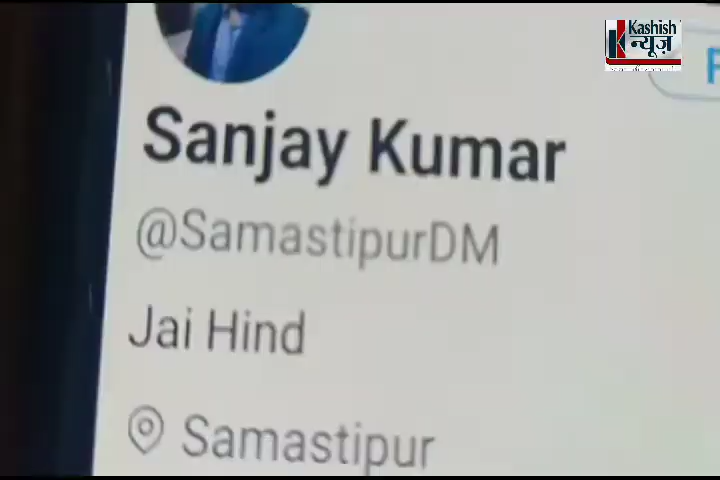 Kashish
न्यूज़
Sanjay Kumar
@SamastipurDM
Jai Hind
Samastipur